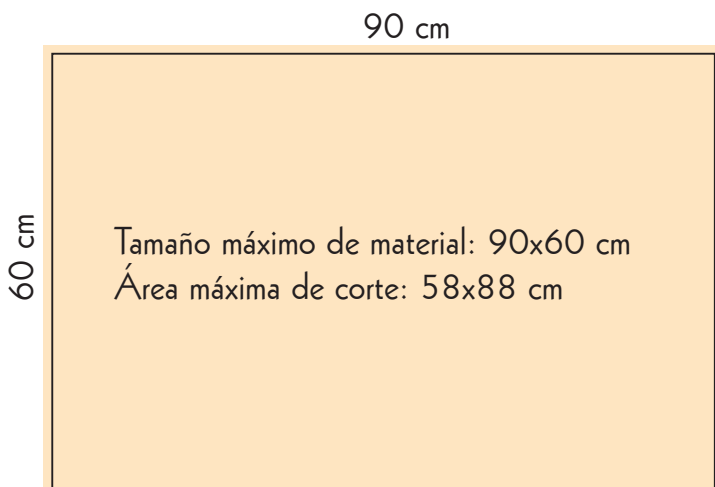 90 cm
60 cm
Tamaño máximo de material: 90x60 cm
Área máxima de corte: 58x88 cm